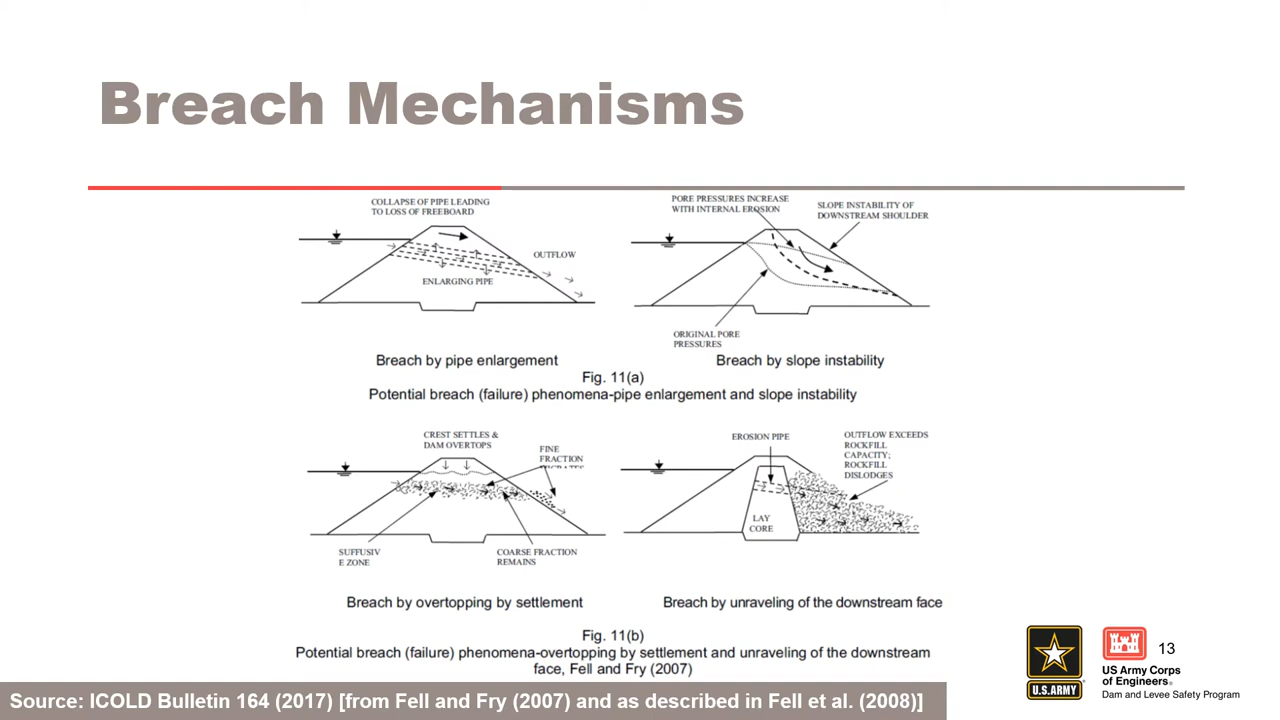 Breach Mechanisms
COLLAPSE OF PIPE LEADING
TO LOSS OF FREEBOARD
OUTFLOW
ENLARGING PIPE
PORE PRESSURES INCREASE
WITH INTERNAL EROSION
SLOPE INSTABILITY OF
DOWNSTREAM SHOULDER
ORIGINAL PORE
PRESSURES
Breach by pipe enlargement
Breach by slope instability
Fig. 11(a)
Potential breach (failure) phenomena-pipe enlargement and slope instability
CREST SETTLES &
DAM OVERTOPS
FINE
FRACTION
SUFFUSIV
E ZONE
COARSE FRACTION
REMAINS
EROSION PIPE
OUTFLOW EXCEEDS
ROCKFILL
CAPACITY;
ROCKFILL
DISLODGES
LAY
CORE
Breach by overtopping by settlement
Breach by unraveling of the downstream face
Fig. 11(b)
Potential breach (failure) phenomena-overtopping by settlement and unraveling of the downstream
face, Fell and Fry (2007)
U.S. ARMY
US Army Corps
of Engineers®
Dam and Levee Safety Program
13
Source: ICOLD Bulletin 164 (2017) [from Fell and Fry (2007) and as described in Fell et al. (2008)]